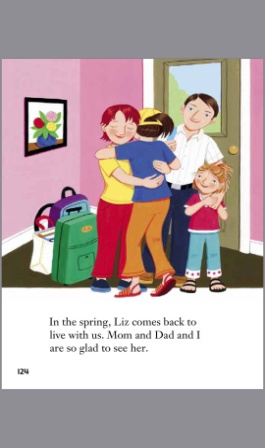 In the spring, Liz comes back to
live with us. Mom and Dad and I
are so glad to see her.
124